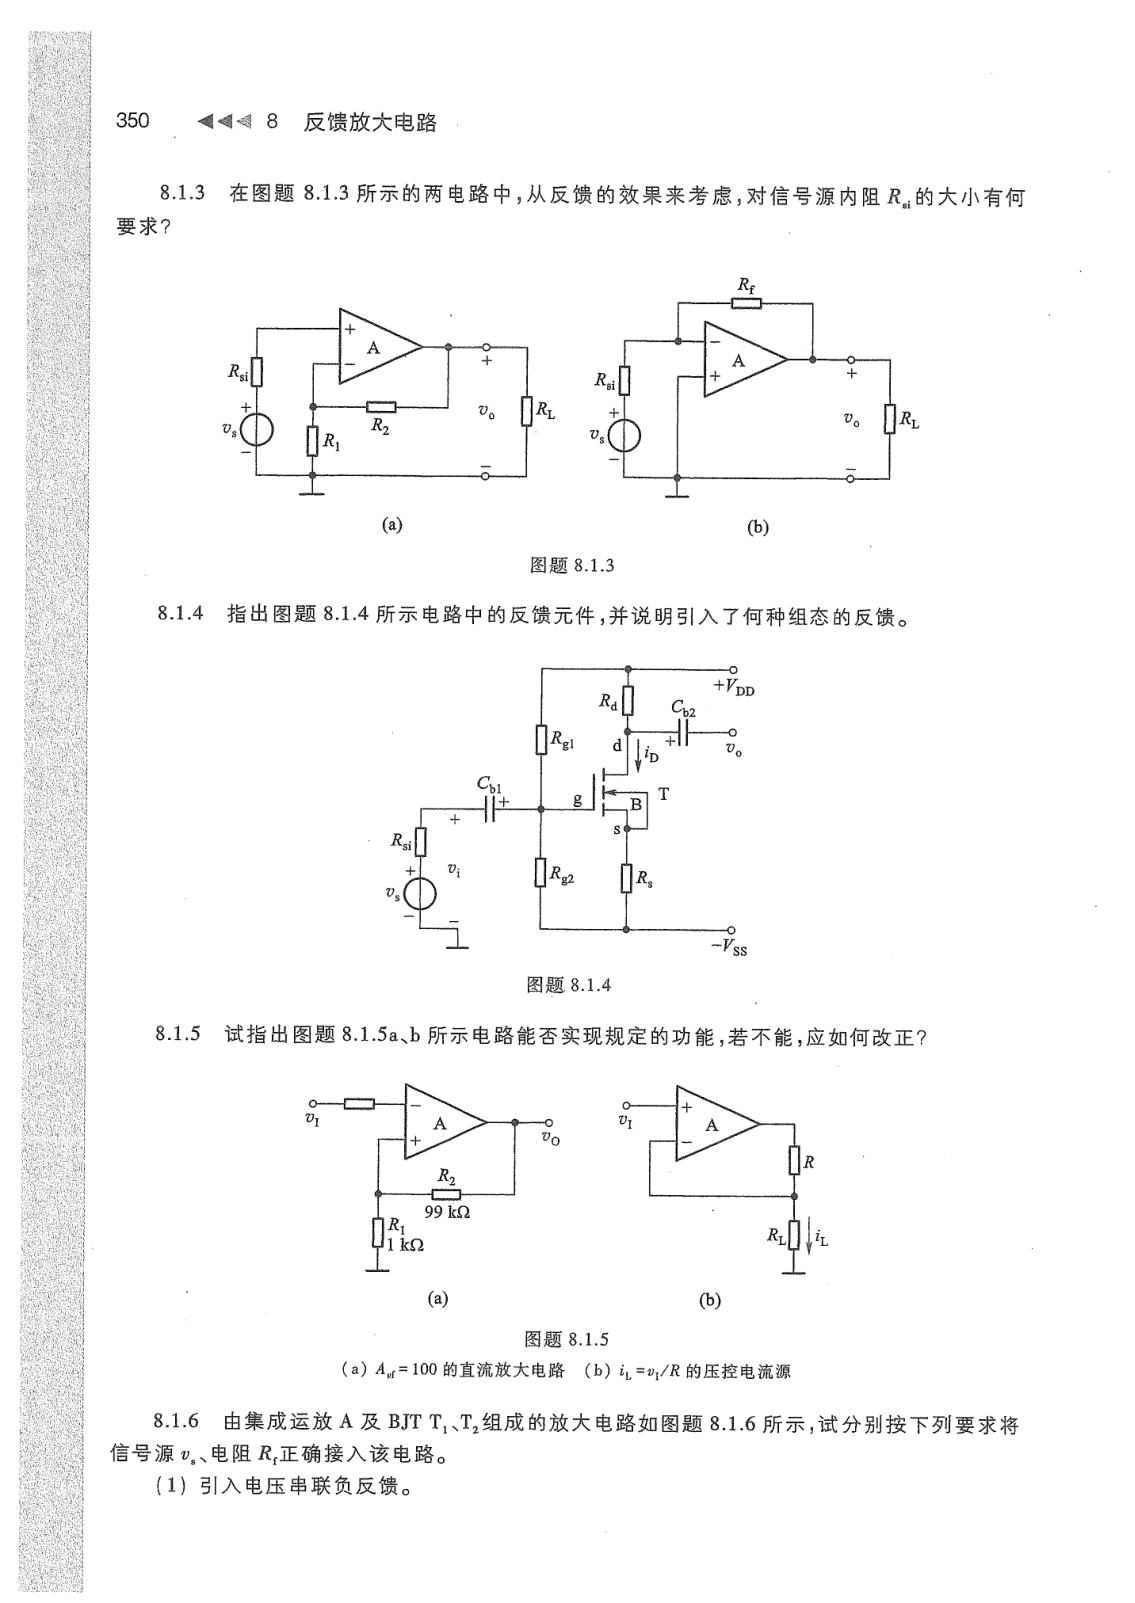 350 8 反馈放大电路
8.1.3 在图题 8.1.3 所示的两电路中,从反馈的效果来考虑,对信号源内阻 Rsi的大小有何
要求?
Rsi
vs
+
−
+
−
A
R1
R2
+
vo
−
RL
(a)
Rf
Rsi
vs
+
−
−
+
A
+
vo
−
RL
(b)
图题 8.1.3
8.1.4 指出图题 8.1.4 所示电路中的反馈元件,并说明引入了何种组态的反馈。
+VDD
Rd
Cb2
+
vo
Rg1
d
iD
Cb1
+
g
B
T
s
+
Rsi
vi
+
vs
−
−
Rg2
Rs
−VSS
图题 8.1.4
8.1.5 试指出图题 8.1.5a、b 所示电路能否实现规定的功能,若不能,应如何改正?
vI
−
+
A
vO
R2
99 kΩ
R1
1 kΩ
(a)
vI
+
−
A
R
RL
iL
(b)
图题 8.1.5
(a) Avf = 100 的直流放大电路 (b) iL = vI/R 的压控电流源
8.1.6 由集成运放 A 及 BJT T1、T2组成的放大电路如图题 8.1.6 所示,试分别按下列要求将
信号源 vs、电阻 Rf正确接入该电路。
(1) 引入电压串联负反馈。